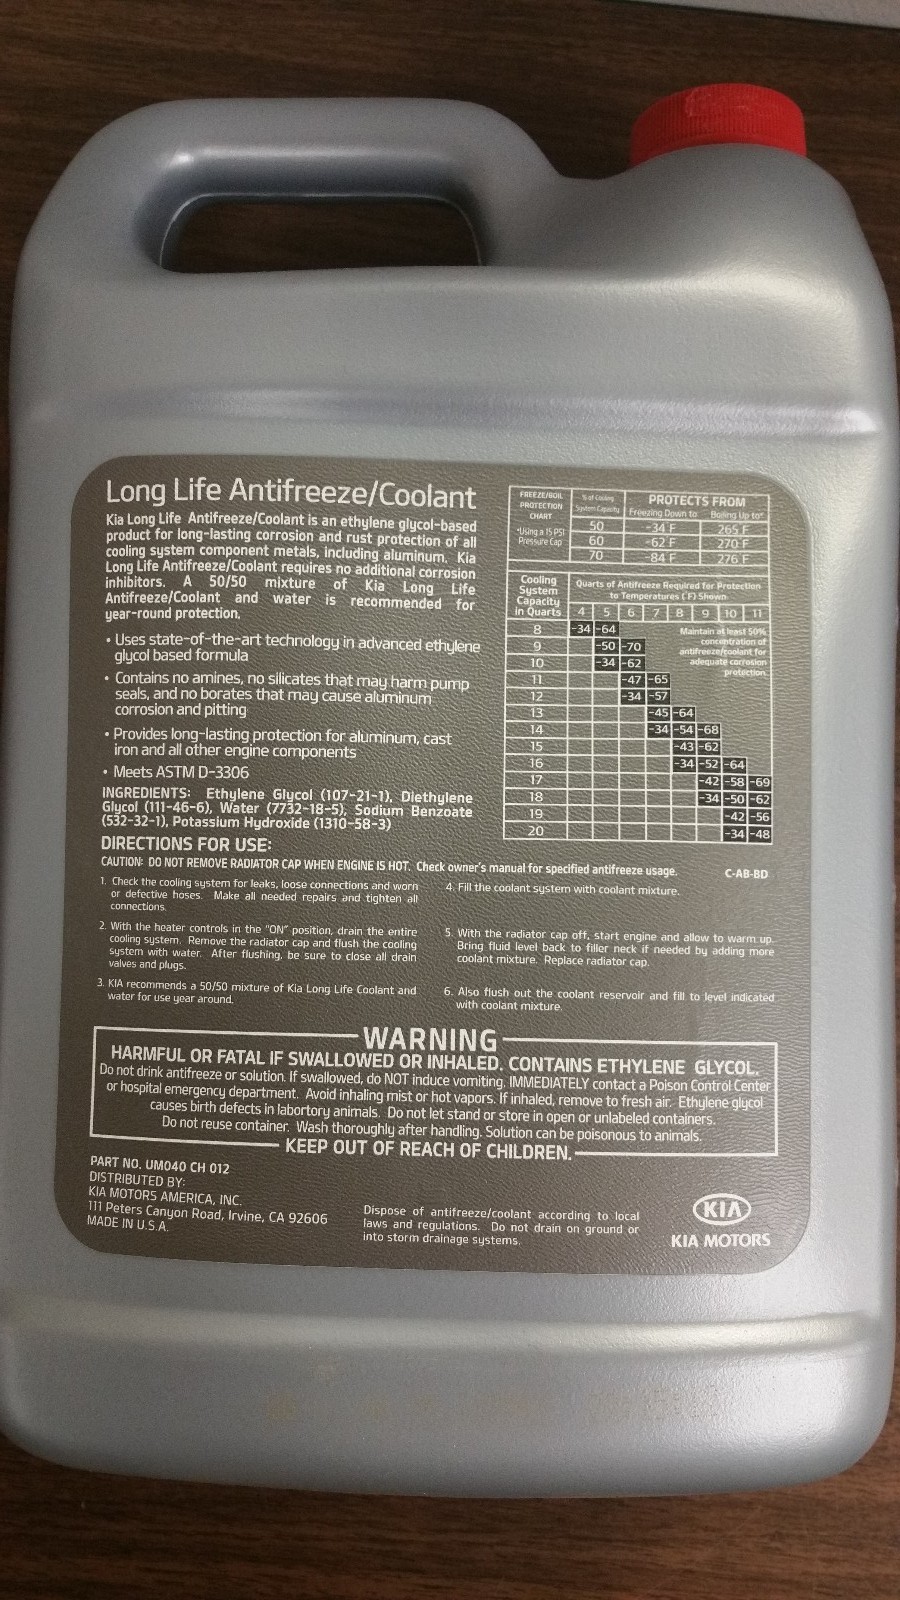 Long Life Antifreeze/Coolant
Kia Long Life Antifreeze/Coolant is an ethylene glycol-based
product for long-lasting corrosion and rust protection of all
cooling system component metals, including aluminum. Kia
Long Life Antifreeze/Coolant requires no additional corrosion
inhibitors. A 50/50 mixture of Kia Long Life
Antifreeze/Coolant and water is recommended for
year-round protection.
• Uses state-of-the-art technology in advanced ethylene
glycol based formula
• Contains no amines, no silicates that may harm pump
seals, and no borates that may cause aluminum
corrosion and pitting
• Provides long-lasting protection for aluminum, cast
iron and all other engine components
• Meets ASTM D-3306
INGREDIENTS: Ethylene Glycol (107-21-1), Diethylene
Glycol (111-46-6), Water (7732-18-5), Sodium Benzoate
(532-32-1), Potassium Hydroxide (1310-58-3)
FREEZE/BOIL
PROTECTION
CHART
*Using a 15 PSI
Pressure Cap
% of Cooling
System Capacity
PROTECTS FROM
Freezing Down to Boiling Up to*
50 -34°F 265°F
60 -62°F 270°F
70 -84°F 276°F
Cooling
System
Capacity
in Quarts
Quarts of Antifreeze Required for Protection
to Temperatures (°F) Shown
4 5 6 7 8 9 10 11
Maintain at least 50%
concentration of
antifreeze/coolant for
adequate corrosion
protection.
8 -34 -64
9 -50 -70
10 -34 -62
11 -47 -65
12 -34 -57
13 -45 -64
14 -34 -54 -68
15 -43 -62
16 -34 -52 -64
17 -42 -58 -69
18 -34 -50 -62
19 -42 -56
20 -34 -48
DIRECTIONS FOR USE:
CAUTION: DO NOT REMOVE RADIATOR CAP WHEN ENGINE IS HOT. Check owner's manual for specified antifreeze usage.
C-AB-BD
1. Check the cooling system for leaks, loose connections and worn
or defective hoses. Make all needed repairs and tighten all
connections.
2. With the heater controls in the "ON" position, drain the entire
cooling system. Remove the radiator cap and flush the cooling
system with water. After flushing, be sure to close all drain
valves and plugs.
3. KIA recommends a 50/50 mixture of Kia Long Life Coolant and
water for use year around.
4. Fill the coolant system with coolant mixture.
5. With the radiator cap off, start engine and allow to warm up.
Bring fluid level back to filler neck if needed by adding more
coolant mixture. Replace radiator cap.
6. Also flush out the coolant reservoir and fill to level indicated
with coolant mixture.
WARNING
HARMFUL OR FATAL IF SWALLOWED OR INHALED. CONTAINS ETHYLENE GLYCOL.
Do not drink antifreeze or solution. If swallowed, do NOT induce vomiting, IMMEDIATELY contact a Poison Control Center
or hospital emergency department. Avoid inhaling mist or hot vapors. If inhaled, remove to fresh air. Ethylene glycol
causes birth defects in labortory animals. Do not let stand or store in open or unlabeled containers.
Do not reuse container. Wash thoroughly after handling. Solution can be poisonous to animals.
KEEP OUT OF REACH OF CHILDREN.
PART NO. UM040 CH 012
DISTRIBUTED BY:
KIA MOTORS AMERICA, INC.
111 Peters Canyon Road, Irvine, CA 92606
MADE IN U.S.A.
Dispose of antifreeze/coolant according to local
laws and regulations. Do not drain on ground or
into storm drainage systems.
KIA
KIA MOTORS